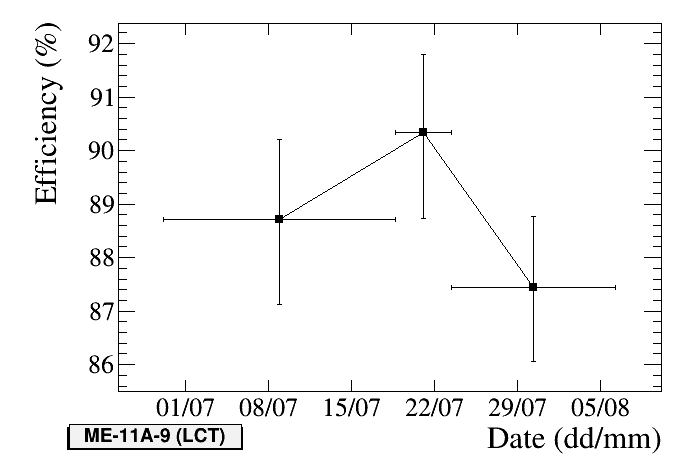 Efficiency (%)
92
91
90
89
88
87
86
01/07 08/07 15/07 22/07 29/07 05/08
ME-11A-9 (LCT)
Date (dd/mm)